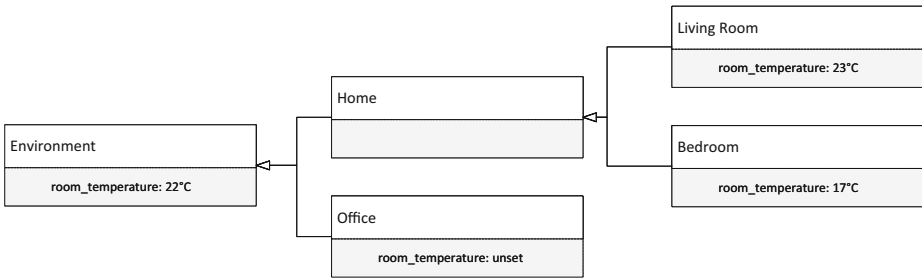 Environment
room_temperature: 22°C
Home
Office
room_temperature: unset
Living Room
room_temperature: 23°C
Bedroom
room_temperature: 17°C